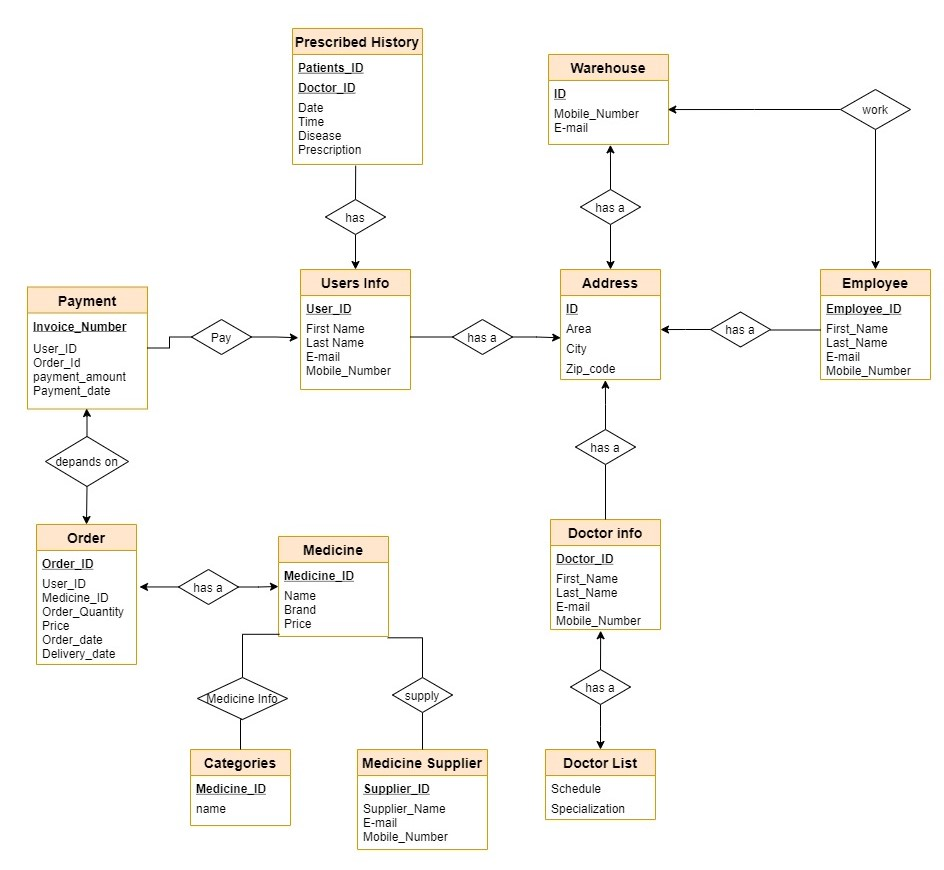 Prescribed History
Patients_ID
Doctor_ID
Date
Time
Disease
Prescription
Warehouse
ID
Mobile_Number
E-mail
work
has
has a
Users Info
User_ID
First Name
Last Name
E-mail
Mobile_Number
Address
ID
Area
City
Zip_code
Employee
Employee_ID
First_Name
Last_Name
E-mail
Mobile_Number
Payment
Invoice_Number
User_ID
Order_Id
payment_amount
Payment_date
Pay
has a
has a
depands on
has a
Order
Order_ID
User_ID
Medicine_ID
Order_Quantity
Price
Order_date
Delivery_date
has a
Medicine
Medicine_ID
Name
Brand
Price
Doctor info
Doctor_ID
First_Name
Last_Name
E-mail
Mobile_Number
Medicine Info
supply
has a
Categories
Medicine_ID
name
Medicine Supplier
Supplier_ID
Supplier_Name
E-mail
Mobile_Number
Doctor List
Schedule
Specialization